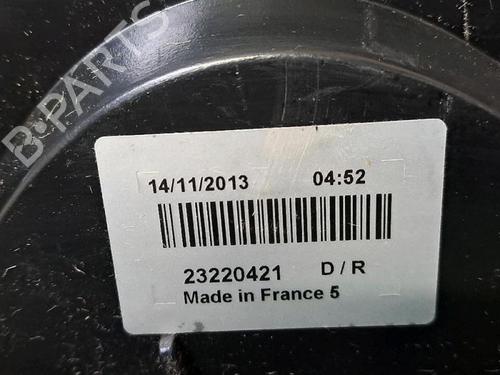 B-PARTS
14/11/2013 04:52
23220421 D / R
Made in France 5